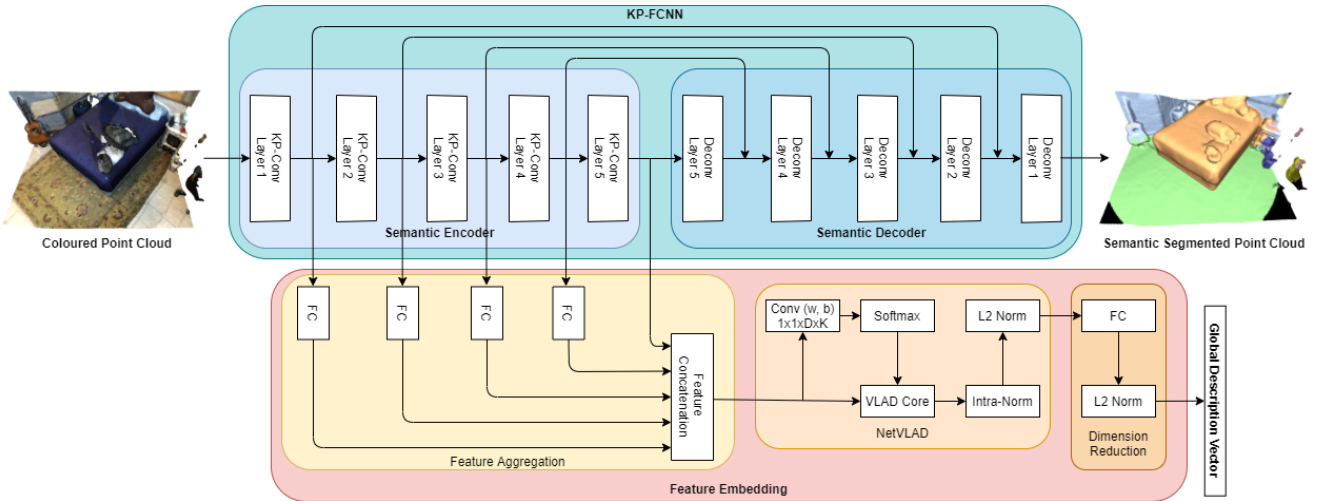 KP-FCNN
KP-Conv
Layer 1
KP-Conv
Layer 2
KP-Conv
Layer 3
KP-Conv
Layer 4
KP-Conv
Layer 5
Deconv
Layer 5
Deconv
Layer 4
Deconv
Layer 3
Deconv
Layer 2
Deconv
Layer 1
Semantic Encoder
Semantic Decoder
Coloured Point Cloud
Semantic Segmented Point Cloud
FC
FC
FC
FC
Feature
Concatenation
Feature Aggregation
Conv (w, b)
1x1xDxK
Softmax
L2 Norm
VLAD Core
Intra-Norm
NetVLAD
FC
L2 Norm
Dimension
Reduction
Global Description
Vector
Feature Embedding